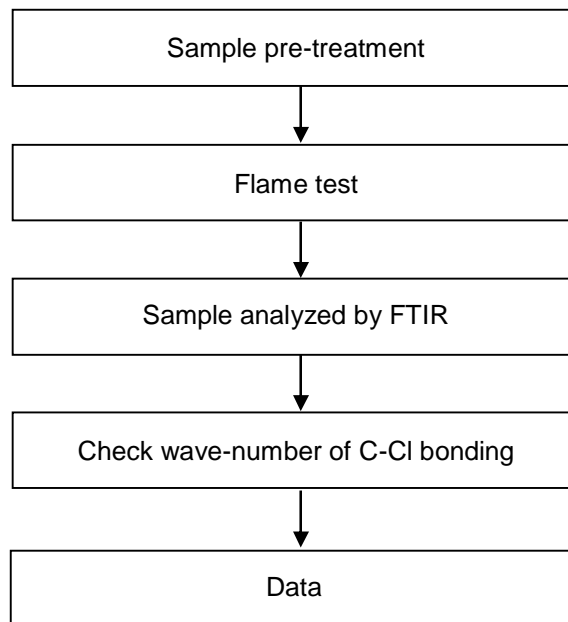 Sample pre-treatment
Flame test
Sample analyzed by FTIR
Check wave-number of C-Cl bonding
Data